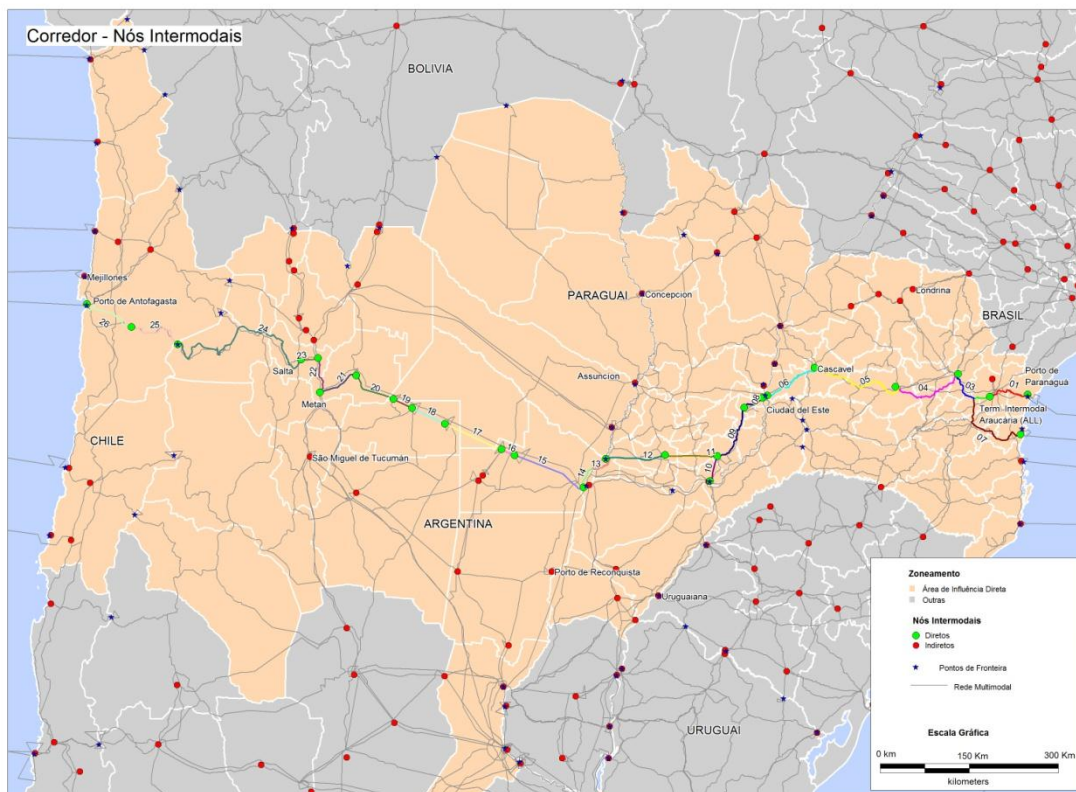 Corredor - Nós Intermodais
BOLIVIA
Mejillones
Porto de Antofagasta
PARAGUAI
Concepcion
Londrina
BRASIL
26
25
24
23
Salta
22
21
Metan
20
19
18
17
16
15
14
13
12
11
10
09
08
06
05
04
03
01
07
Assuncion
Cascavel
Ciudad del Este
Porto de
Paranaguá
Term. Intermodal
Araucária (ALL)
CHILE
São Miguel de Tucumán
ARGENTINA
Porto de Reconquista
Uruguaiana
URUGUAI
Zoneamento
Área de Influência Direta
Outras
Nós Intermodais
Diretos
Indiretos
Pontos de Fronteira
Rede Multimodal
Escala Gráfica
0 km
150 Km
300 Km
kilometers